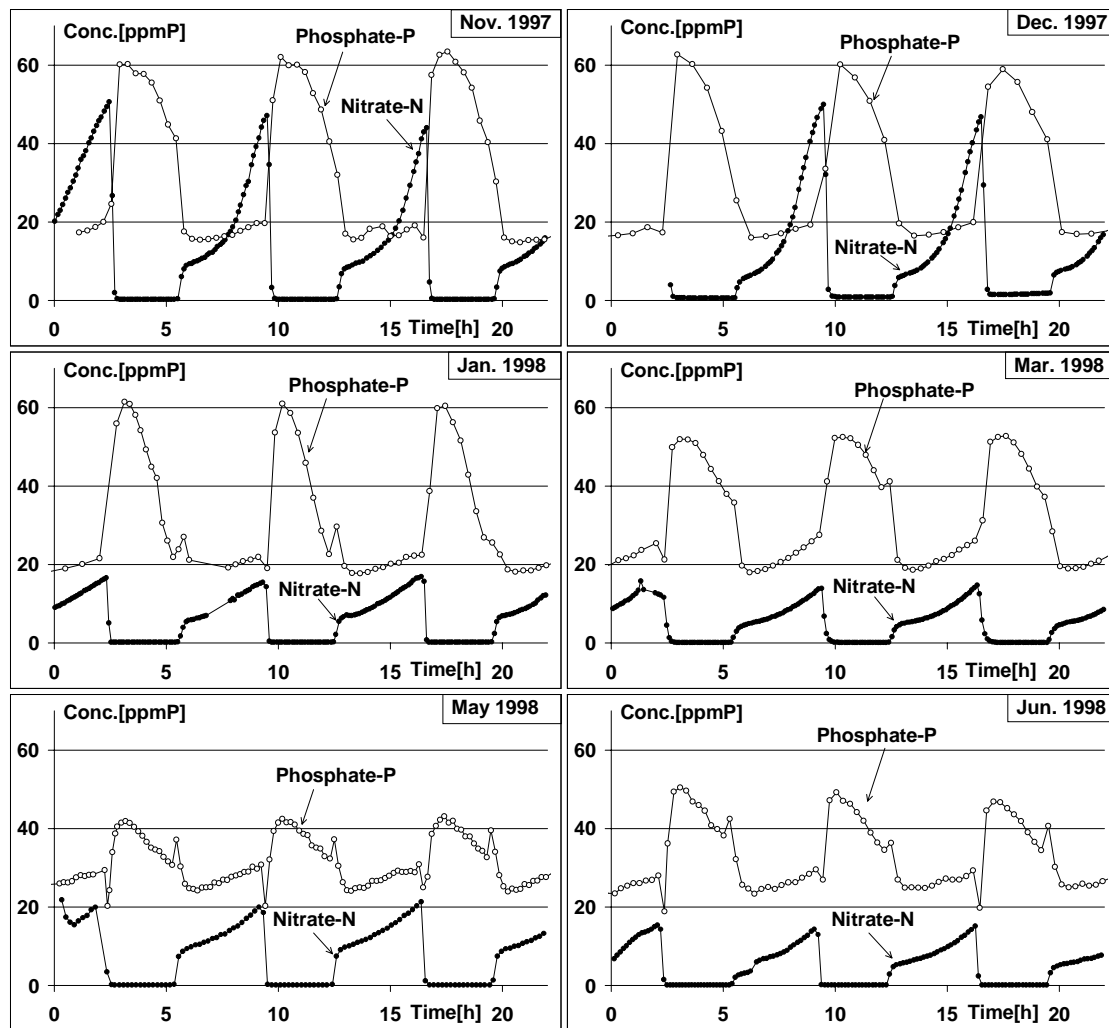 Nov. 1997
Conc.[ppmP]
Phosphate-P
60
Nitrate-N
40
20
0
0 5 10 15 20
Time[h]
Dec. 1997
Conc.[ppmP]
Phosphate-P
60
40
20
Nitrate-N
0
0 5 10 15 20
Time[h]
Jan. 1998
Conc.[ppmP]
Phosphate-P
60
40
20
Nitrate-N
0
0 5 10 15 20
Time[h]
Mar. 1998
Conc.[ppmP]
Phosphate-P
60
40
20
Nitrate-N
0
0 5 10 15 20
Time[h]
May 1998
Conc.[ppmP]
60
Phosphate-P
40
20
Nitrate-N
0
0 5 10 15 20
Time[h]
Jun. 1998
Conc.[ppmP]
Phosphate-P
60
40
20
Nitrate-N
0
0 5 10 15 20
Time[h]